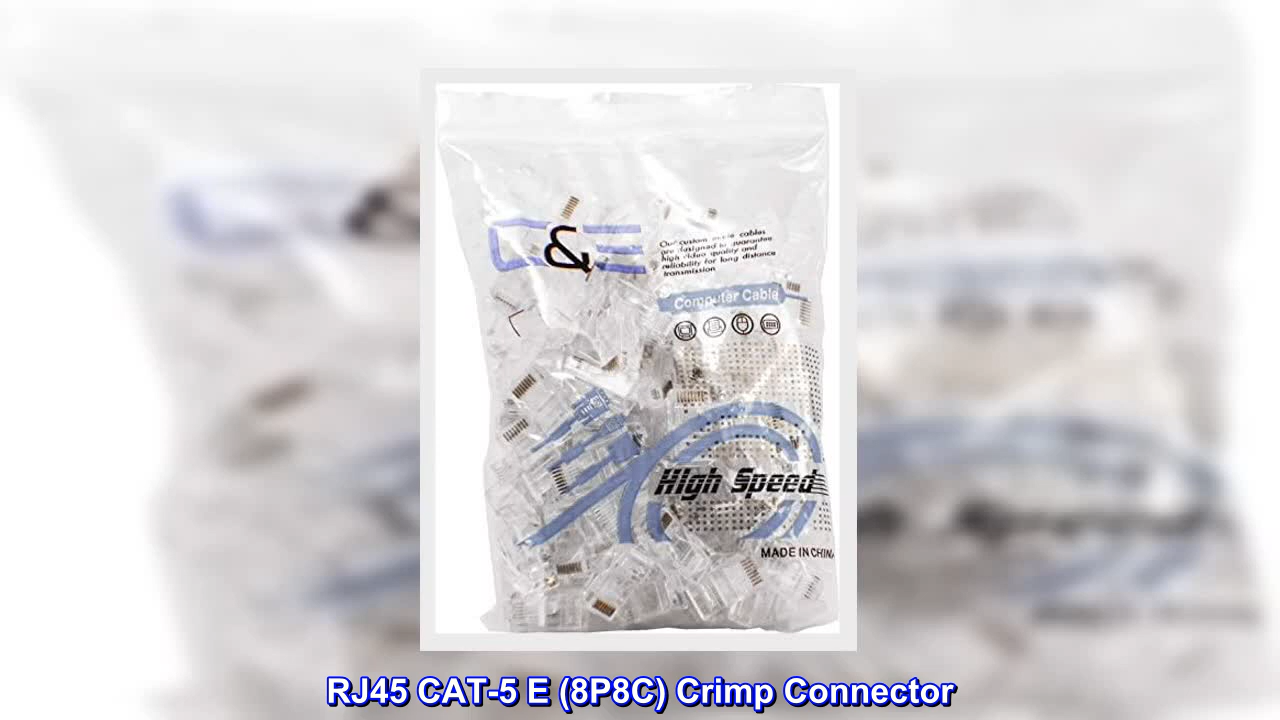 C&E
Our custom cables
are designed to guarantee
high video quality and
reliability for long distance
transmission
Computer Cable
High Speed
MADE IN CHINA
RJ45 CAT-5 E (8P8C) Crimp Connector